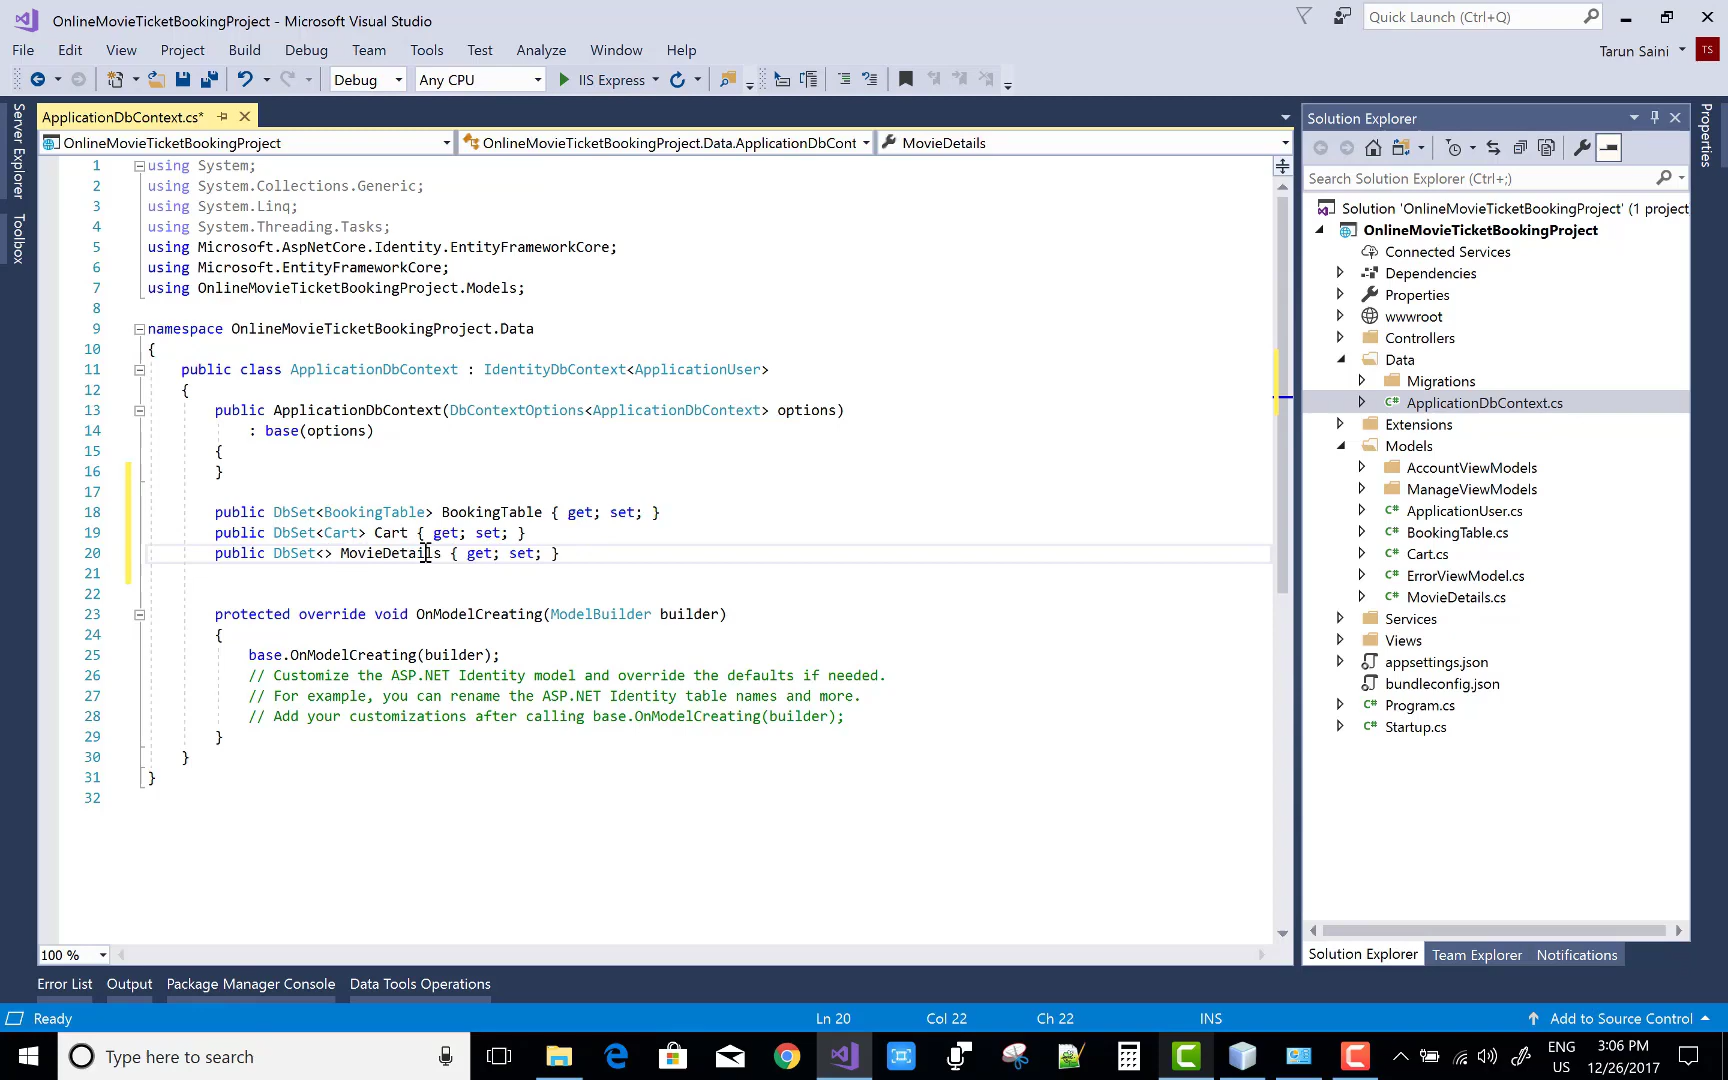 OnlineMovieTicketBookingProject - Microsoft Visual Studio
Quick Launch (Ctrl+Q)
File Edit View Project Build Debug Team Tools Test Analyze Window Help
Tarun Saini TS
Debug Any CPU IIS Express
Server Explorer
Toolbox
ApplicationDbContext.cs*
OnlineMovieTicketBookingProject OnlineMovieTicketBookingProject.Data.ApplicationDbCont MovieDetails
1 using System;
2 using System.Collections.Generic;
3 using System.Linq;
4 using System.Threading.Tasks;
5 using Microsoft.AspNetCore.Identity.EntityFrameworkCore;
6 using Microsoft.EntityFrameworkCore;
7 using OnlineMovieTicketBookingProject.Models;
8
9 namespace OnlineMovieTicketBookingProject.Data
10 {
11 public class ApplicationDbContext : IdentityDbContext<ApplicationUser>
12 {
13 public ApplicationDbContext(DbContextOptions<ApplicationDbContext> options)
14 : base(options)
15 {
16 }
17
18 public DbSet<BookingTable> BookingTable { get; set; }
19 public DbSet<Cart> Cart { get; set; }
20 public DbSet<> MovieDetails { get; set; }
21
22
23 protected override void OnModelCreating(ModelBuilder builder)
24 {
25 base.OnModelCreating(builder);
26 // Customize the ASP.NET Identity model and override the defaults if needed.
27 // For example, you can rename the ASP.NET Identity table names and more.
28 // Add your customizations after calling base.OnModelCreating(builder);
29 }
30 }
31 }
32
100 %
Solution Explorer
Search Solution Explorer (Ctrl+;)
Solution 'OnlineMovieTicketBookingProject' (1 project
OnlineMovieTicketBookingProject
Connected Services
Dependencies
Properties
wwwroot
Controllers
Data
Migrations
C# ApplicationDbContext.cs
Extensions
Models
AccountViewModels
ManageViewModels
C# ApplicationUser.cs
C# BookingTable.cs
C# Cart.cs
C# ErrorViewModel.cs
C# MovieDetails.cs
Services
Views
appsettings.json
bundleconfig.json
C# Program.cs
C# Startup.cs
Solution Explorer Team Explorer Notifications
Properties
Error List Output Package Manager Console Data Tools Operations
Ready Ln 20 Col 22 Ch 22 INS Add to Source Control
Type here to search
ENG
US
3:06 PM
12/26/2017